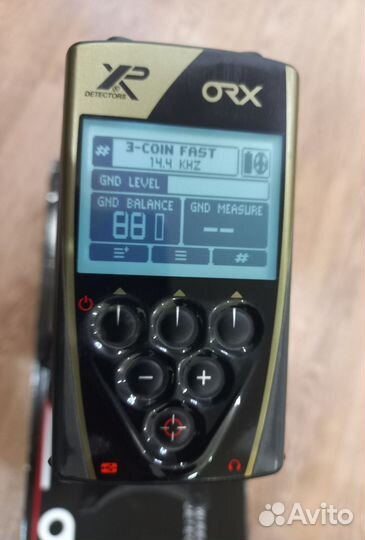 XP
DETECTORS
ORX
# 3-COIN FAST
14.4 KHZ
GND LEVEL
GND BALANCE
GND MEASURE
88
--
#
Avito